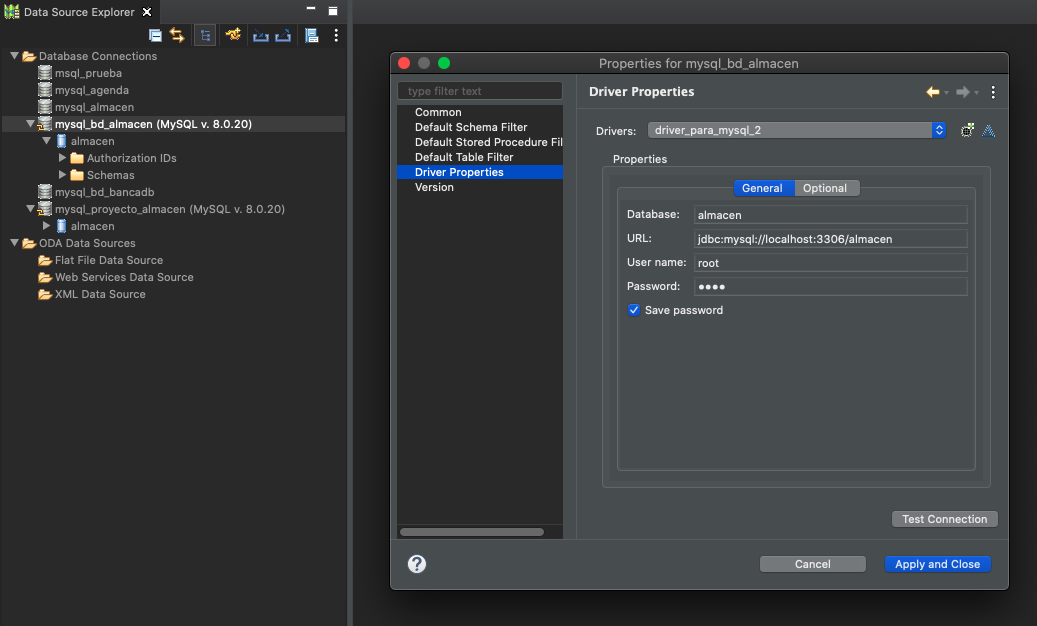 Data Source Explorer
Database Connections
msql_prueba
mysql_agenda
mysql_almacen
mysql_bd_almacen (MySQL v. 8.0.20)
almacen
Authorization IDs
Schemas
mysql_bd_bancadb
mysql_proyecto_almacen (MySQL v. 8.0.20)
almacen
ODA Data Sources
Flat File Data Source
Web Services Data Source
XML Data Source
Properties for mysql_bd_almacen
type filter text
Common
Default Schema Filter
Default Stored Procedure Fil
Default Table Filter
Driver Properties
Version
Driver Properties
Drivers: driver_para_mysql_2
Properties
General Optional
Database: almacen
URL: jdbc:mysql://localhost:3306/almacen
User name: root
Password: ••••
Save password
Test Connection
? Cancel Apply and Close